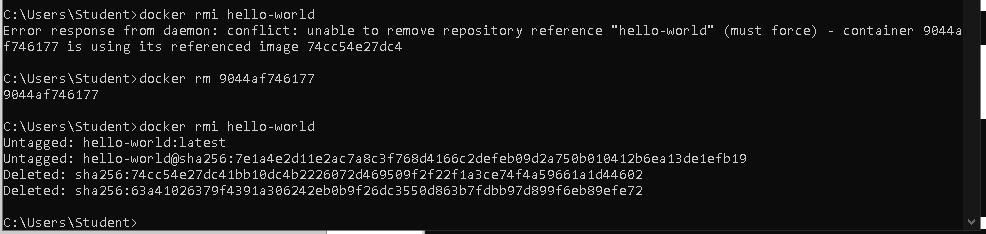 C:\Users\Student>docker rmi hello-world
Error response from daemon: conflict: unable to remove repository reference "hello-world" (must force) - container 9044a
f746177 is using its referenced image 74cc54e27dc4
C:\Users\Student>docker rm 9044af746177
9044af746177
C:\Users\Student>docker rmi hello-world
Untagged: hello-world:latest
Untagged: hello-world@sha256:7e1a4e2d11e2ac7a8c3f768d4166c2defeb09d2a750b010412b6ea13de1efb19
Deleted: sha256:74cc54e27dc41bb10dc4b2226072d469509f2f22f1a3ce74f4a59661a1d44602
Deleted: sha256:63a41026379f4391a306242eb0b9f26dc3550d863b7fdbb97d899f6eb89efe72
C:\Users\Student>